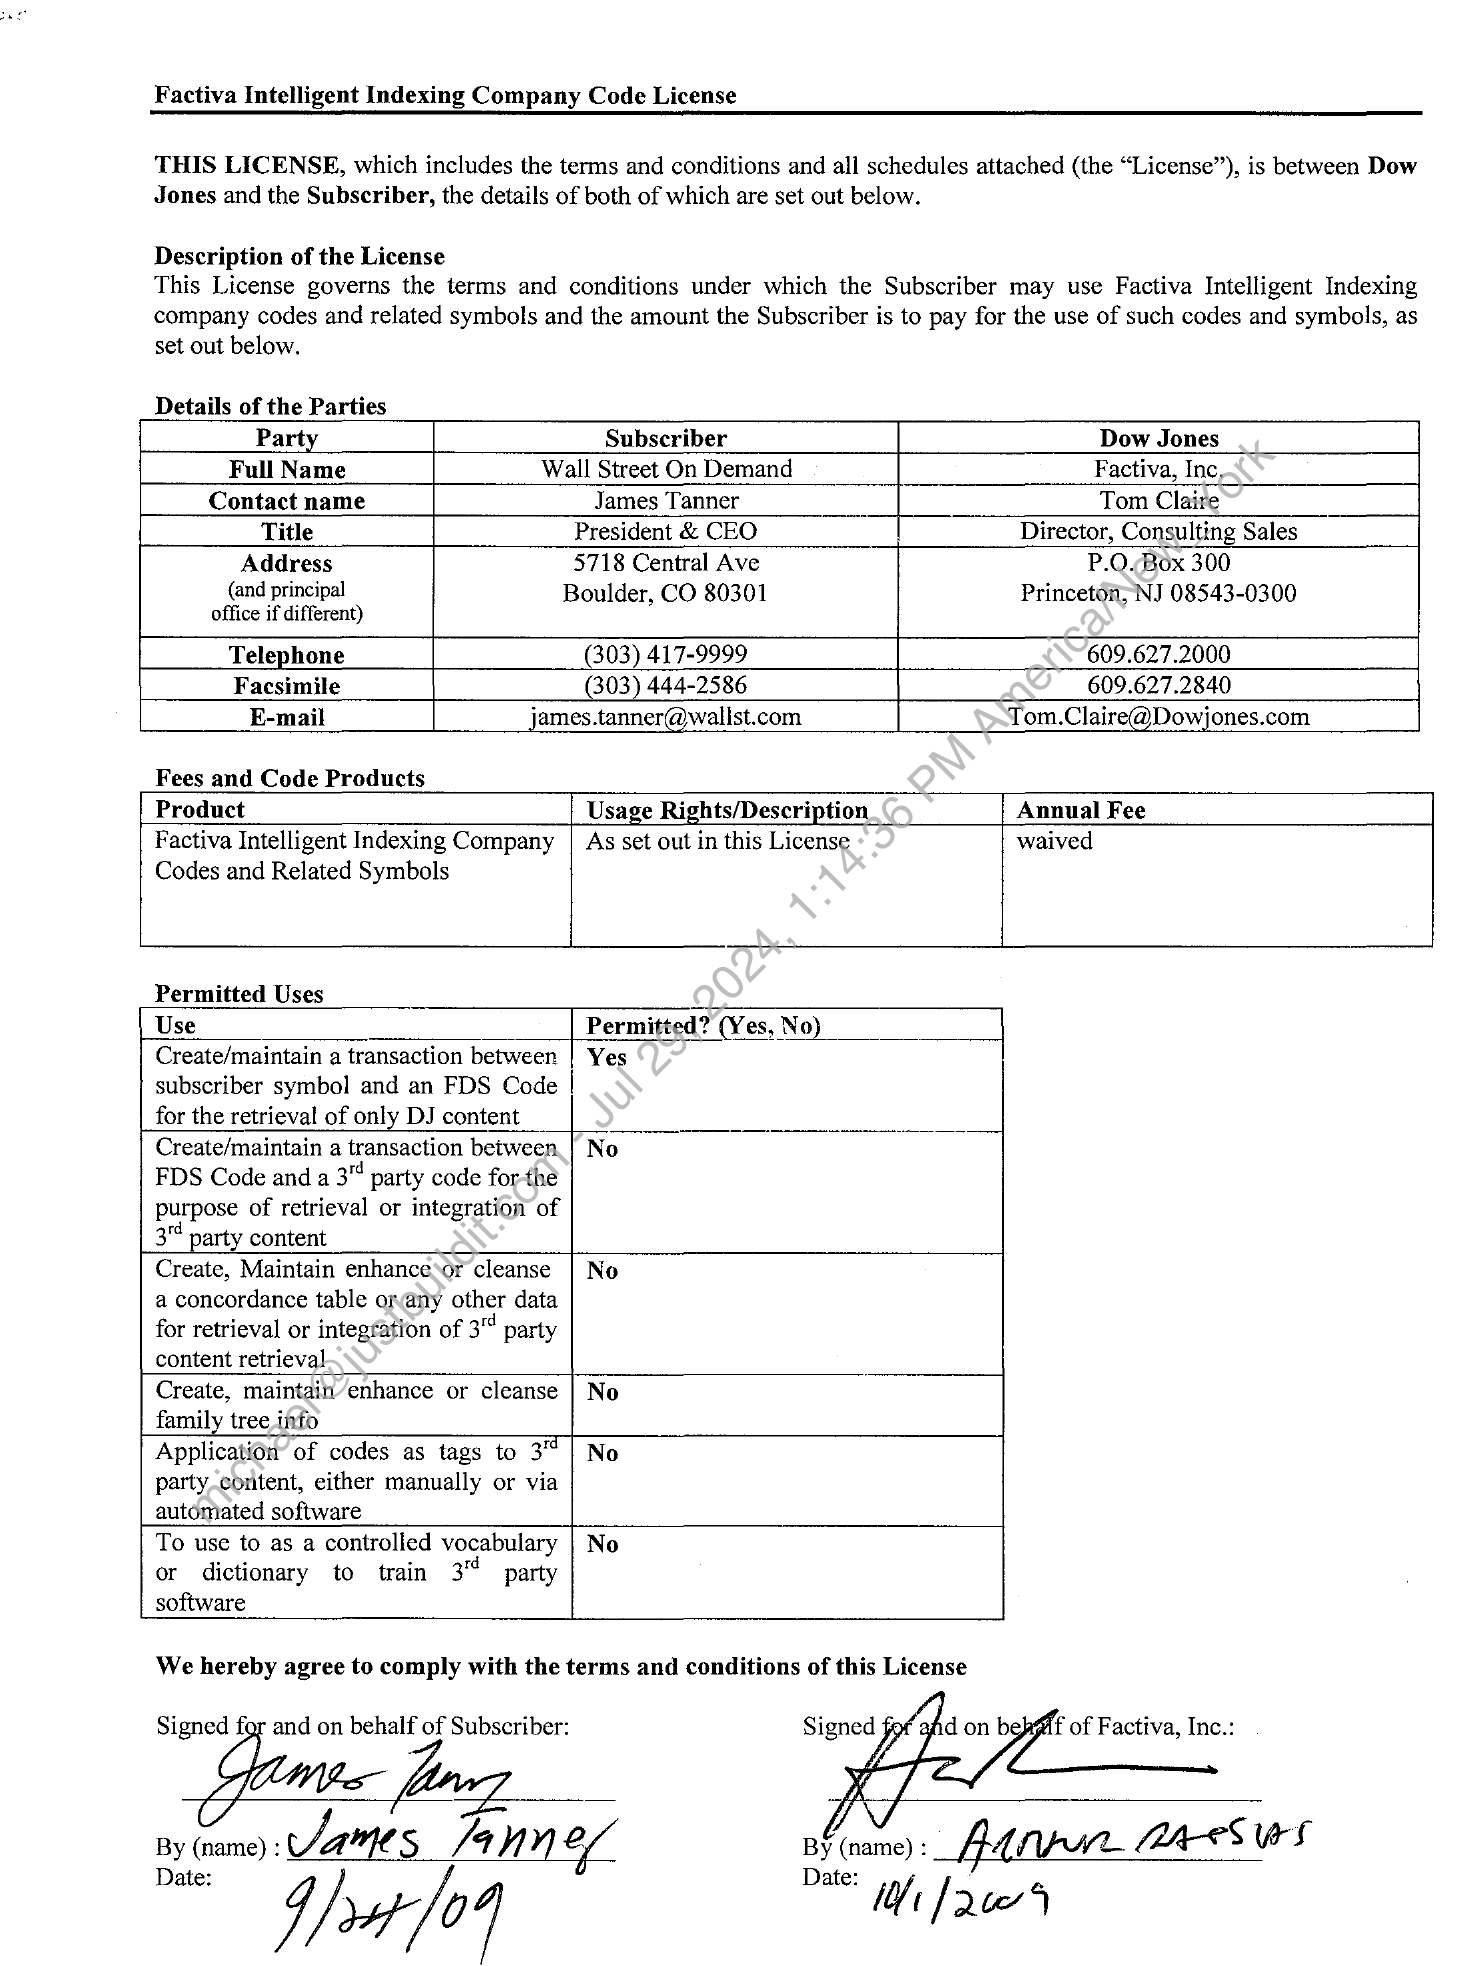 Factiva Intelligent Indexing Company Code License
THIS LICENSE, which includes the terms and conditions and all schedules attached (the “License”), is between Dow
Jones and the Subscriber, the details of both of which are set out below.
Description of the License
This License governs the terms and conditions under which the Subscriber may use Factiva Intelligent Indexing
company codes and related symbols and the amount the Subscriber is to pay for the use of such codes and symbols, as
set out below.
Details of the Parties
Party Subscriber Dow Jones
Full Name Wall Street On Demand Factiva, Inc.
Contact name James Tanner Tom Claire
Title President & CEO Director, Consulting Sales
Address 5718 Central Ave P.O. Box 300
(and principal Boulder, CO 80301 Princeton, NJ 08543-0300
office if different)
Telephone (303) 417-9999 609.627.2000
Facsimile (303) 444-2586 609.627.2840
E-mail james.tanner@wallst.com Tom.Claire@Dowjones.com
Fees and Code Products
Product Usage Rights/Description Annual Fee
Factiva Intelligent Indexing Company As set out in this License waived
Codes and Related Symbols
Permitted Uses
Use Permitted? (Yes, No)
Create/maintain a transaction between Yes
subscriber symbol and an FDS Code
for the retrieval of only DJ content
Create/maintain a transaction between No
FDS Code and a 3rd party code for the
purpose of retrieval or integration of
3rd party content
Create, Maintain enhance or cleanse No
a concordance table or any other data
for retrieval or integration of 3rd party
content retrieval
Create, maintain enhance or cleanse No
family tree info
Application of codes as tags to 3rd No
party content, either manually or via
automated software
To use to as a controlled vocabulary No
or dictionary to train 3rd party
software
We hereby agree to comply with the terms and conditions of this License
Signed for and on behalf of Subscriber: Signed for and on behalf of Factiva, Inc.:
James Tanner
By (name) : James Tanner By (name) :
Date: 9/24/09 Date: 10/1/2009
michael@justbuildit.com - Jul 29, 2024, 1:14:36 PM America/New_York